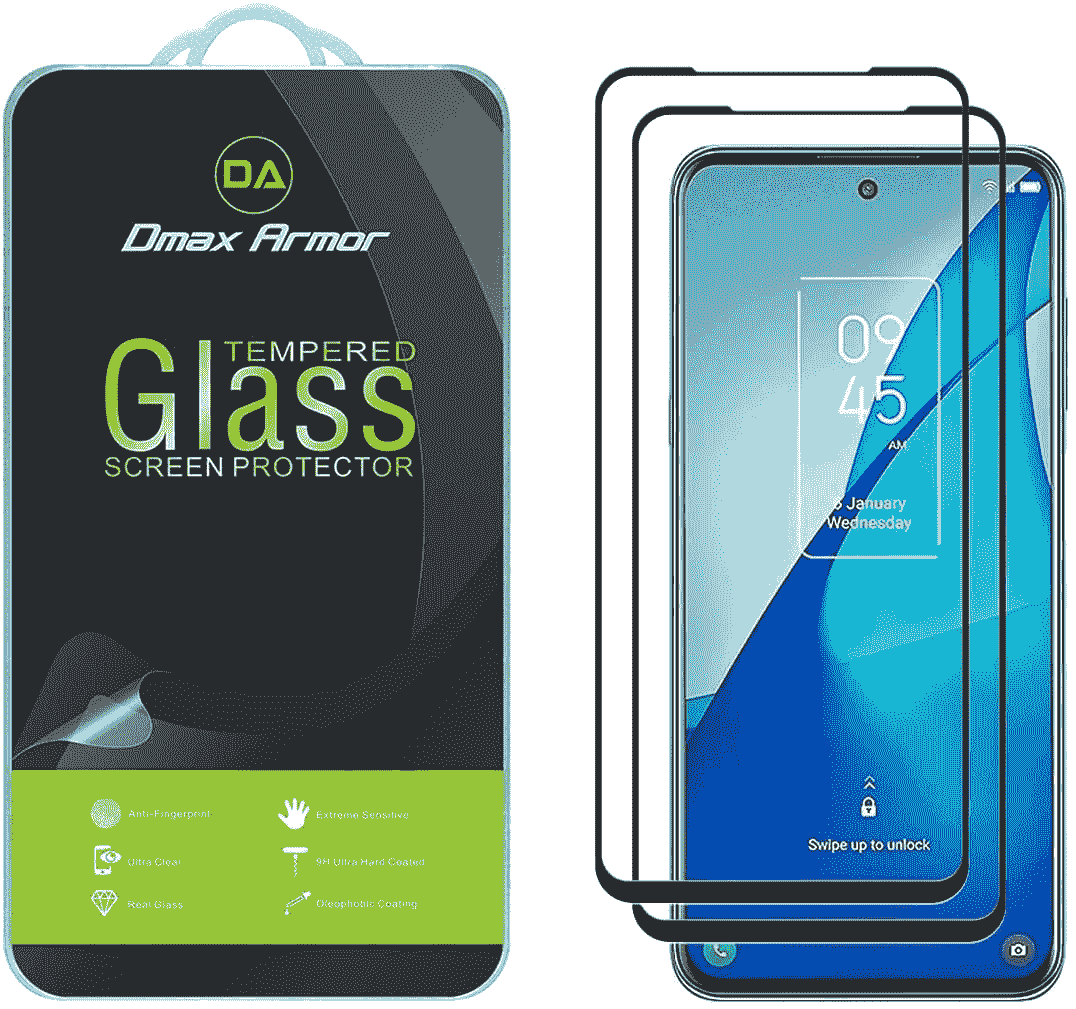 DA
Dmax Armor
TEMPERED
Glass
SCREEN PROTECTOR
Anti-Fingerprint
Extreme Sensitive
Ultra Clear
9H Ultra Hard Coated
Real Glass
Oleophobic Coating
09
45
AM
January
Wednesday
Swipe up to unlock